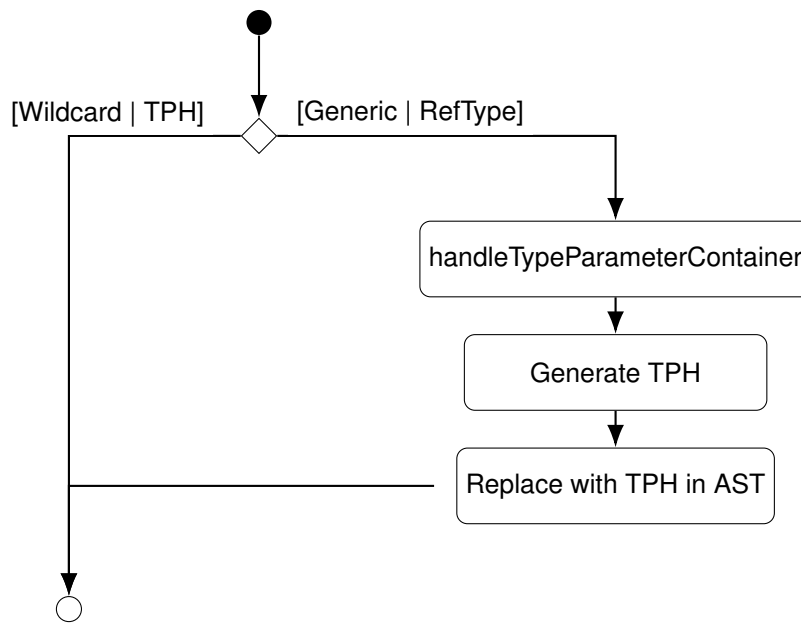 [Wildcard | TPH]
[Generic | RefType]
handleTypeParameterContainer
Generate TPH
Replace with TPH in AST